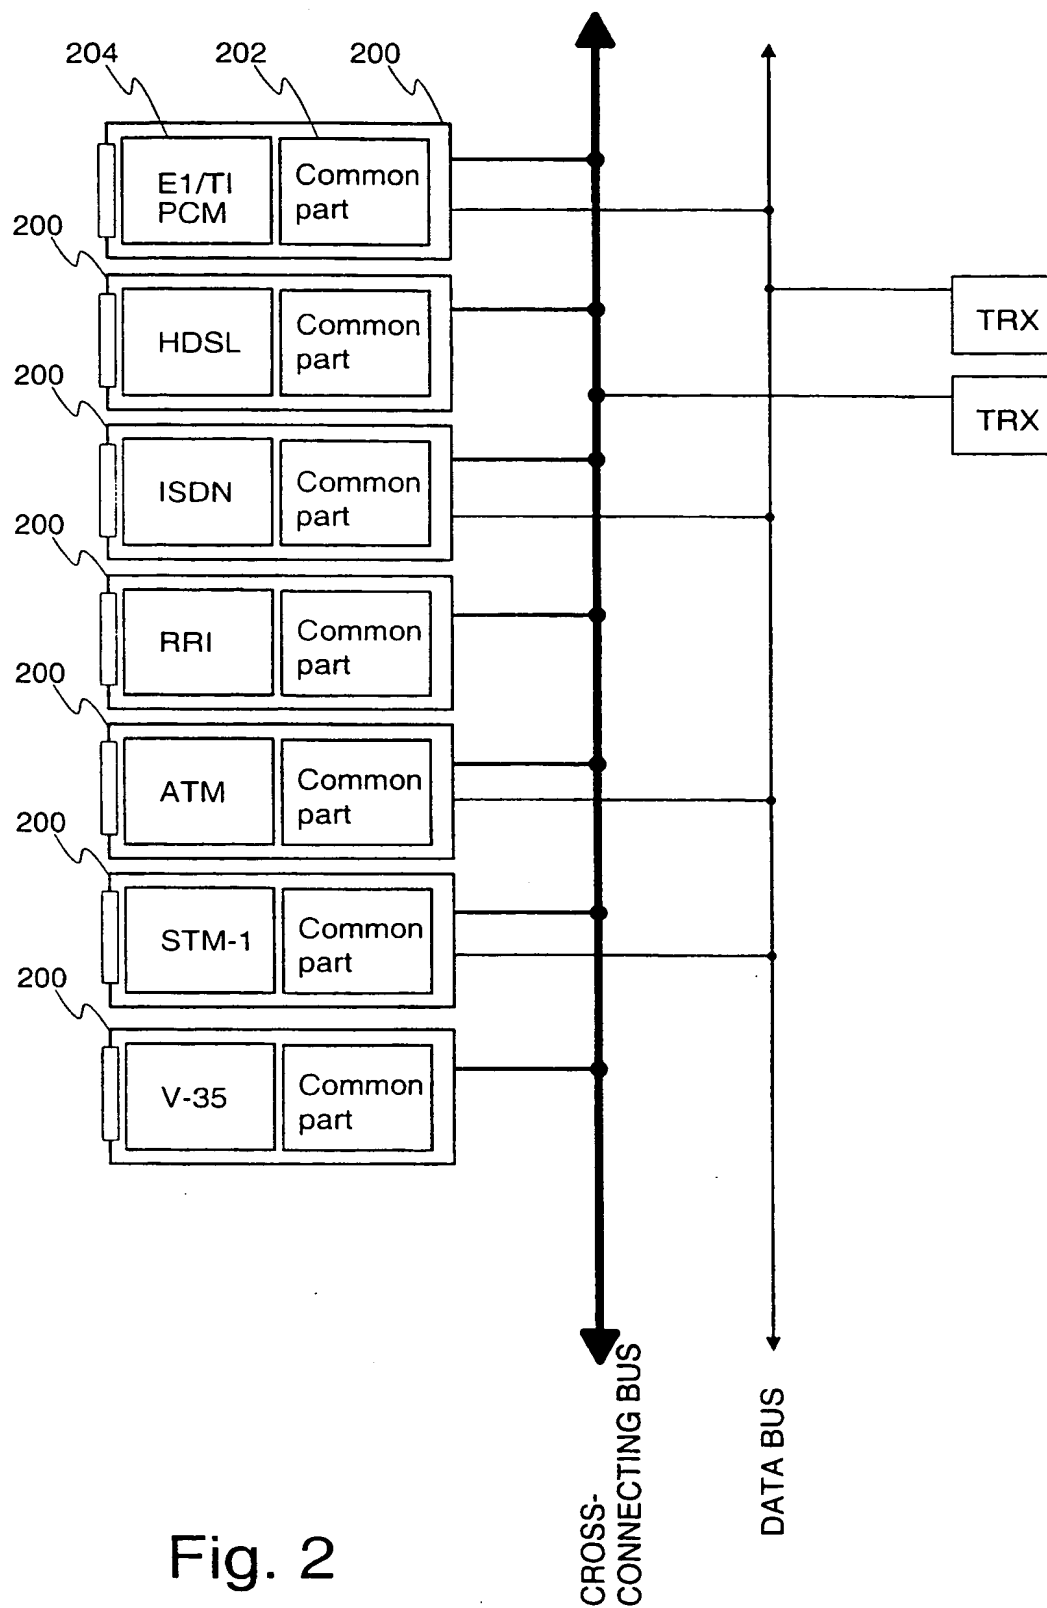 204
202
200
E1/TI
PCM
Common
part
200
HDSL
Common
part
TRX
200
ISDN
Common
part
TRX
200
RRI
Common
part
200
ATM
Common
part
200
STM-1
Common
part
200
V-35
Common
part
CROSS-
CONNECTING BUS
DATA BUS
Fig. 2